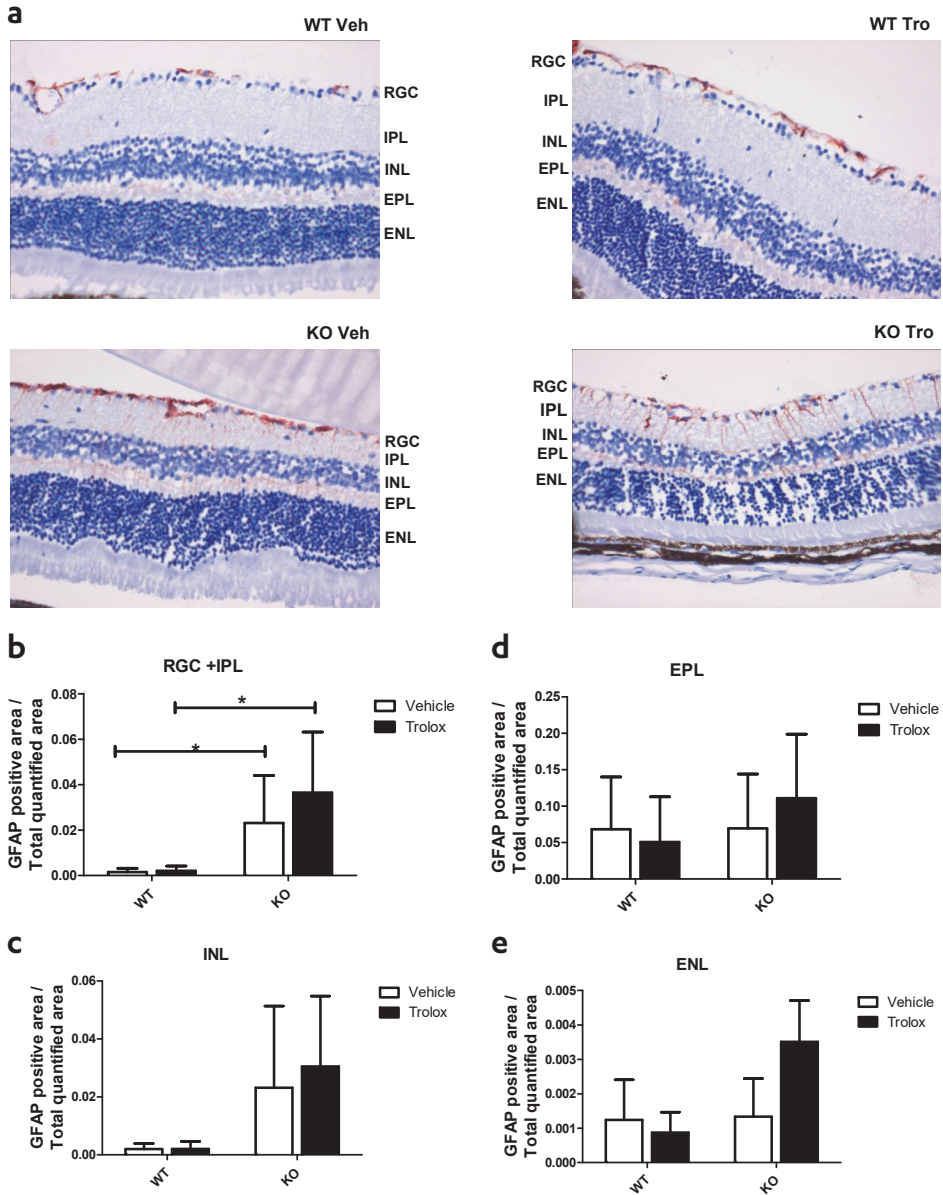 a
WT Veh
RGC
IPL
INL
EPL
ENL
WT Tro
RGC
IPL
INL
EPL
ENL
KO Veh
RGC
IPL
INL
EPL
ENL
KO Tro
RGC
IPL
INL
EPL
ENL
b
RGC +IPL
GFAP positive area /
Total quantified area
0.08
0.06
0.04
0.02
0.00
*
*
WT
KO
Vehicle
Trolox
d
EPL
GFAP positive area /
Total quantified area
0.25
0.20
0.15
0.10
0.05
0.00
WT
KO
Vehicle
Trolox
c
INL
GFAP positive area /
Total quantified area
0.06
0.04
0.02
0.00
WT
KO
Vehicle
Trolox
e
ENL
GFAP positive area /
Total quantified area
0.005
0.004
0.003
0.002
0.001
0.000
WT
KO
Vehicle
Trolox